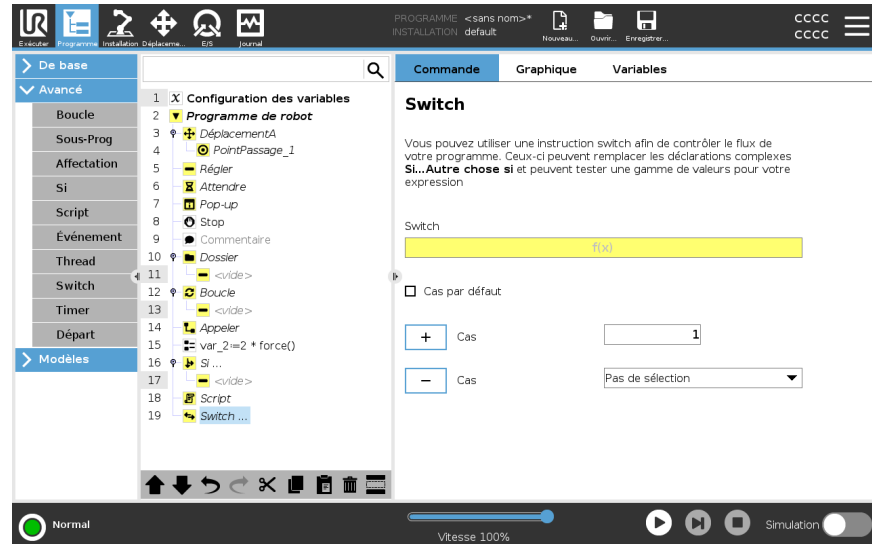 PROGRAMME <sans nom>*
INSTALLATION default
Exécuter
Programme
Installation
Déplaceme...
E/S
Journal
Nouveau...
Ouvrir...
Enregistrer...
cccc
cccc
De base
Avancé
Boucle
Sous-Prog
Affectation
Si
Script
Événement
Thread
Switch
Timer
Départ
Modèles
1 X Configuration des variables
2 Programme de robot
3 DéplacementA
4 PointPassage_1
5 Régler
6 Attendre
7 Pop-up
8 Stop
9 Commentaire
10 Dossier
11 <vide>
12 Boucle
13 <vide>
14 Appeler
15 var_2:=2 * force()
16 Si ...
17 <vide>
18 Script
19 Switch ...
Commande Graphique Variables
Switch
Vous pouvez utiliser une instruction switch afin de contrôler le flux de
votre programme. Ceux-ci peuvent remplacer les déclarations complexes
Si...Autre chose si et peuvent tester une gamme de valeurs pour votre
expression
Switch
f(x)
Cas par défaut
+ Cas 1
− Cas Pas de sélection
Normal
Vitesse 100%
Simulation